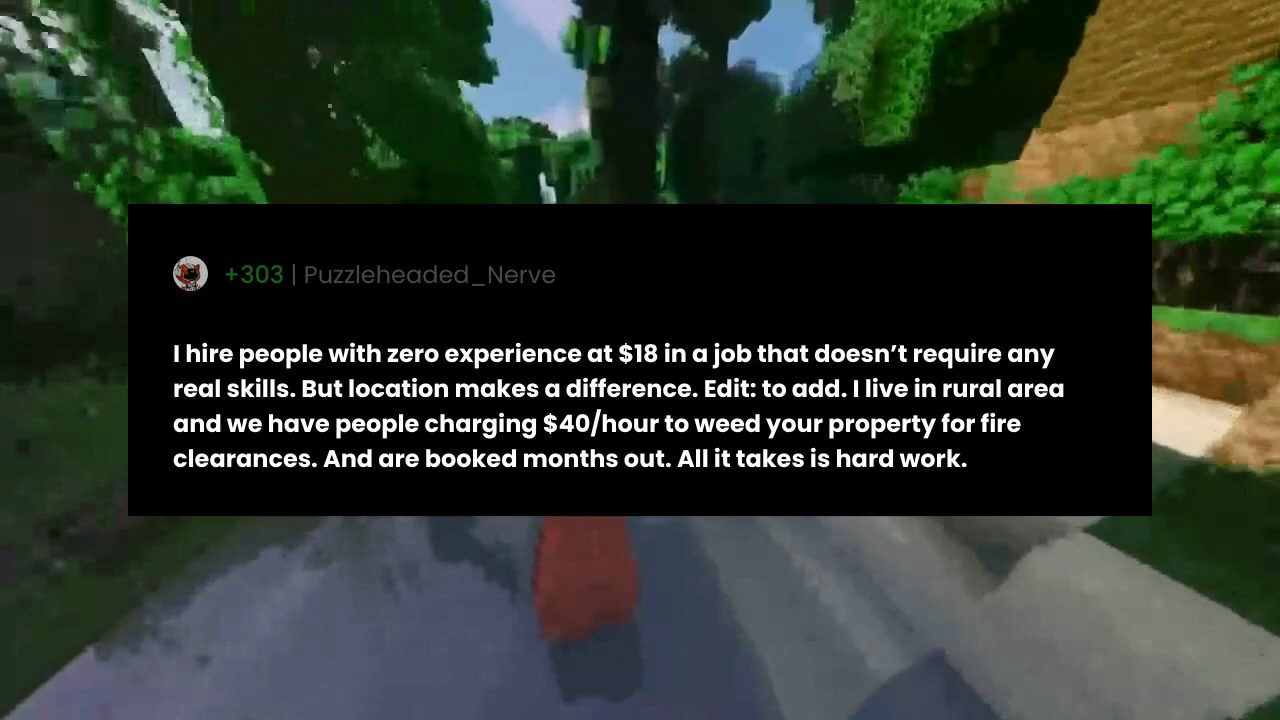 +303 | Puzzleheaded_Nerve
I hire people with zero experience at $18 in a job that doesn’t require any
real skills. But location makes a difference. Edit: to add. I live in rural area
and we have people charging $40/hour to weed your property for fire
clearances. And are booked months out. All it takes is hard work.